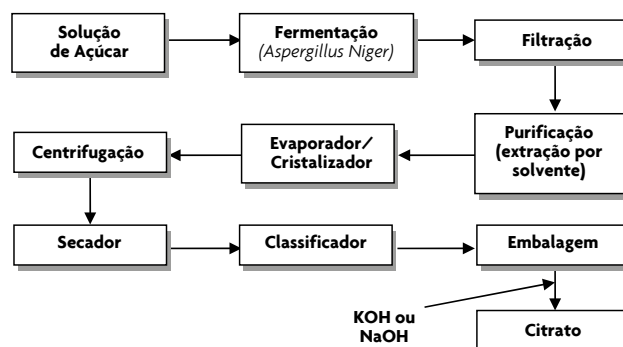 Solução
de Açúcar
Fermentação
(Aspergillus Niger)
Filtração
Purificação
(extração por
solvente)
Evaporador/
Cristalizador
Centrifugação
Secador
Classificador
Embalagem
KOH ou
NaOH
Citrato